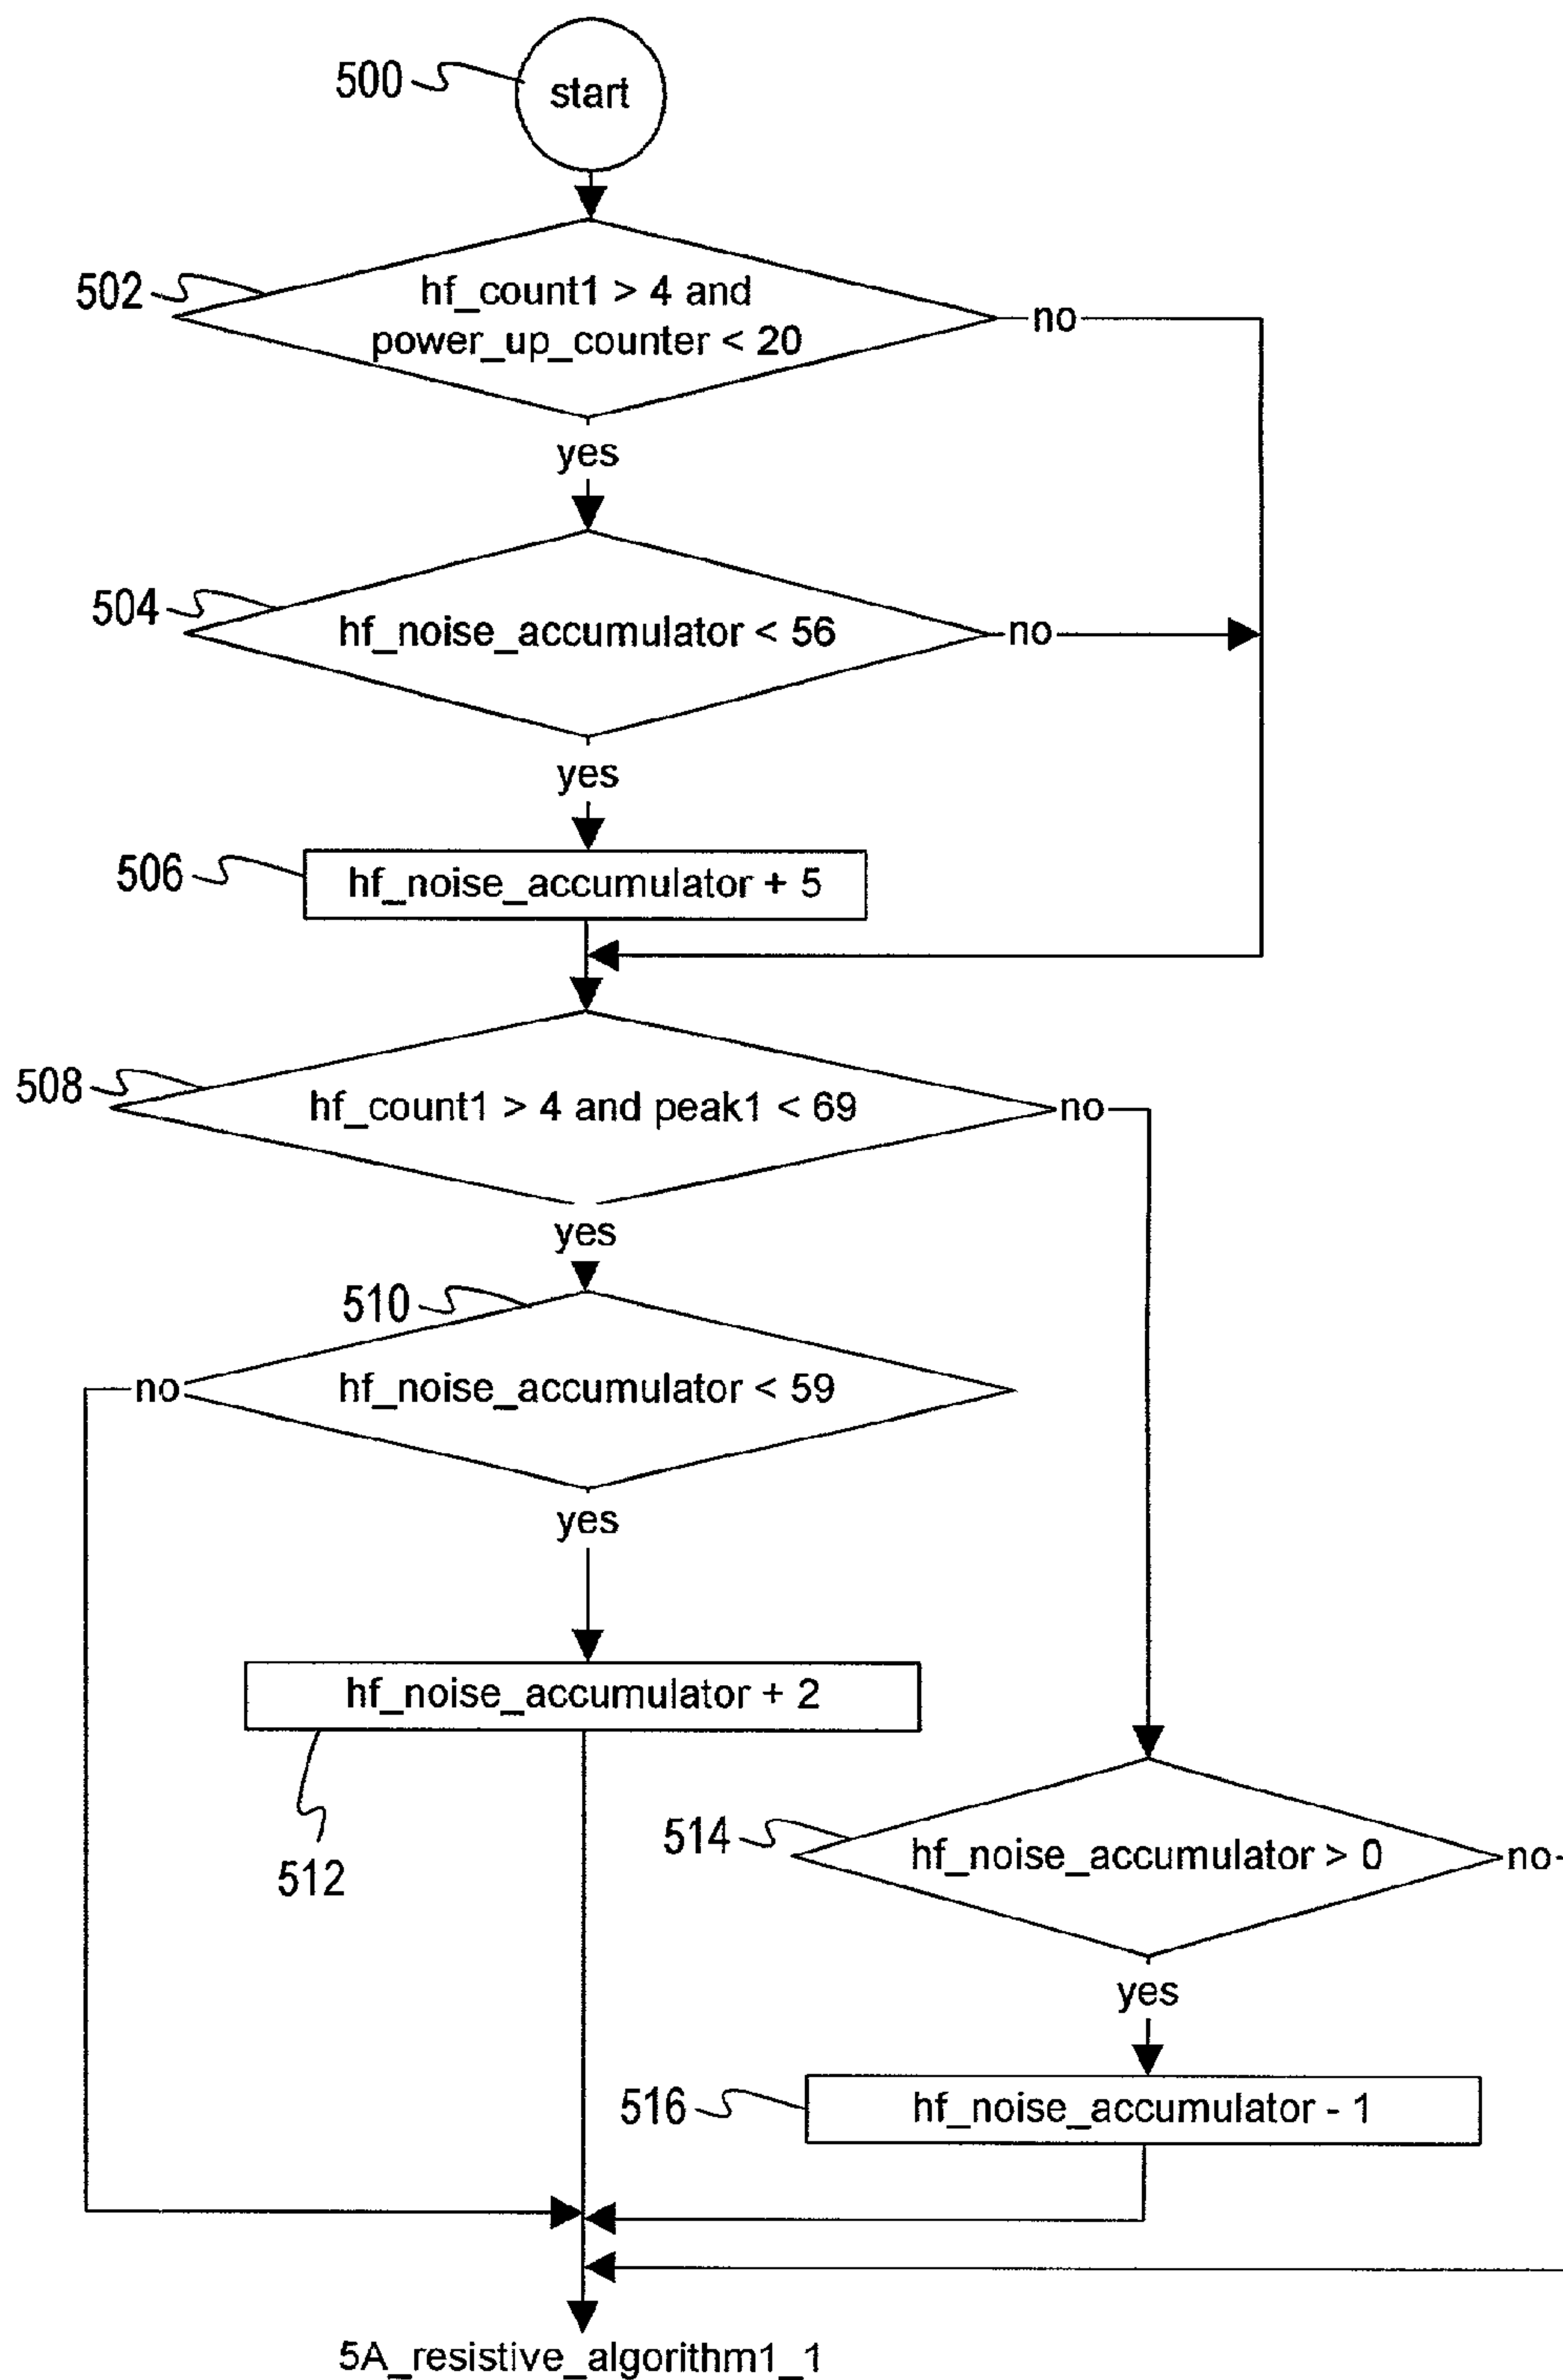 500
start
502
hf_count1 > 4 and
power_up_counter < 20
no
yes
504
hf_noise_accumulator < 56
no
yes
506
hf_noise_accumulator + 5
508
hf_count1 > 4 and peak1 < 69
no
yes
510
no
hf_noise_accumulator < 59
yes
hf_noise_accumulator + 2
512
514
hf_noise_accumulator > 0
no
yes
516
hf_noise_accumulator - 1
5A_resistive_algorithm1_1